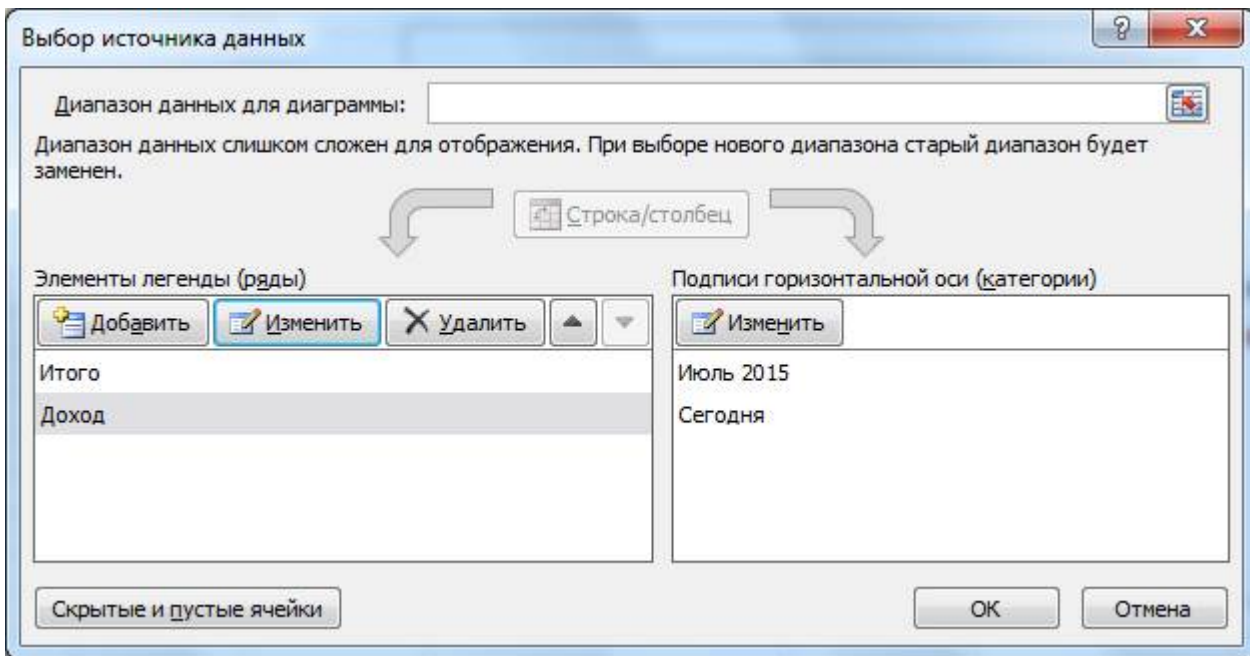 Выбор источника данных
Диапазон данных для диаграммы:
Диапазон данных слишком сложен для отображения. При выборе нового диапазона старый диапазон будет
заменен.
Строка/столбец
Элементы легенды (ряды)
Добавить Изменить Удалить
Итого
Доход
Подписи горизонтальной оси (категории)
Изменить
Июль 2015
Сегодня
Скрытые и пустые ячейки
ОК Отмена